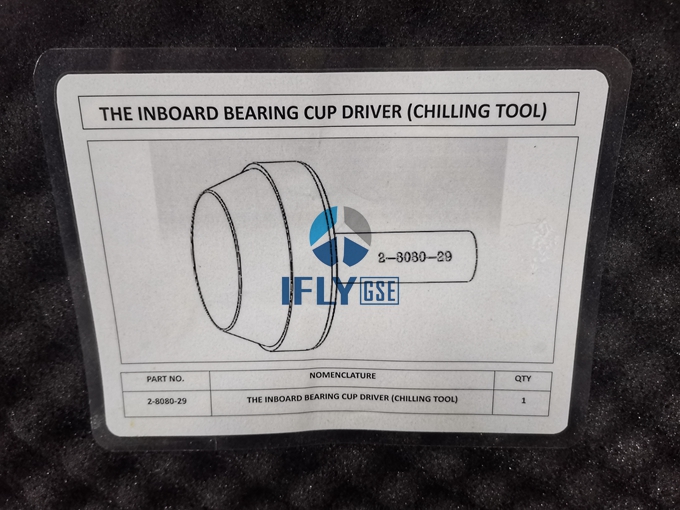 THE INBOARD BEARING CUP DRIVER (CHILLING TOOL)
2-8080-29
IFLY GSE
PART NO. NOMENCLATURE QTY
2-8080-29 THE INBOARD BEARING CUP DRIVER (CHILLING TOOL) 1